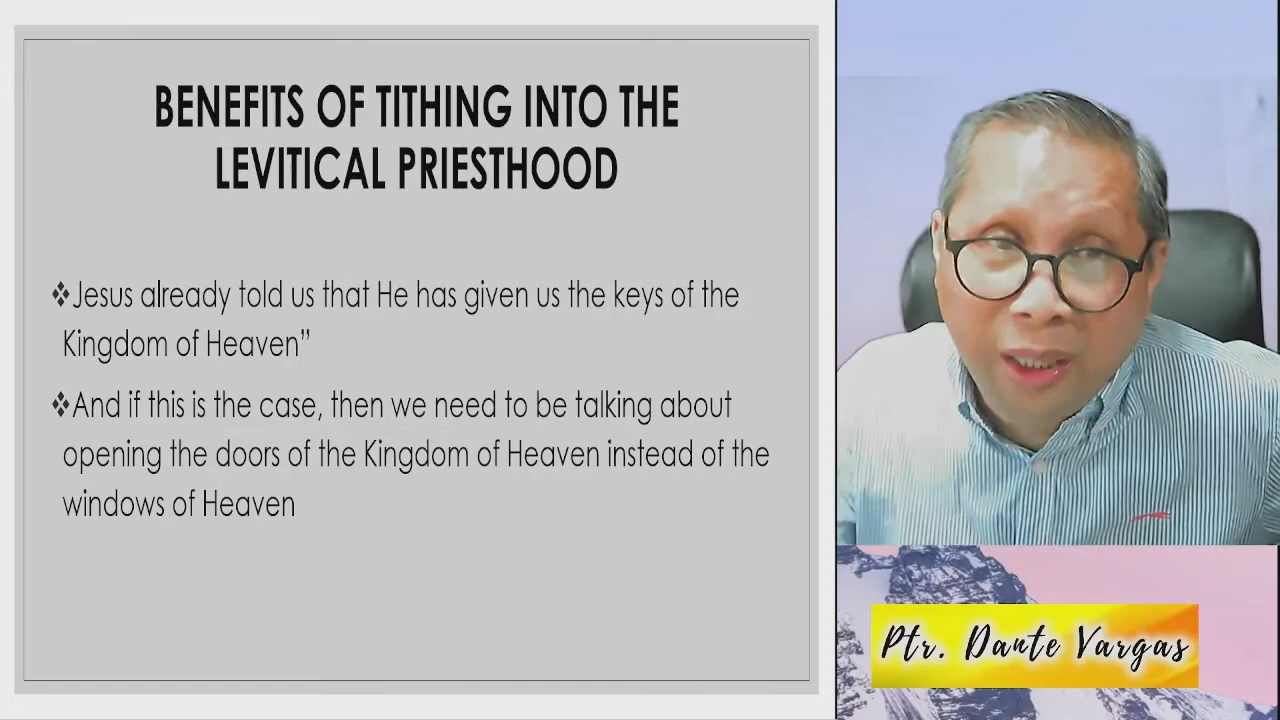 BENEFITS OF TITHING INTO THE
LEVITICAL PRIESTHOOD
❖Jesus already told us that He has given us the keys of the
Kingdom of Heaven”
❖And if this is the case, then we need to be talking about
opening the doors of the Kingdom of Heaven instead of the
windows of Heaven
Ptr. Dante Vargas